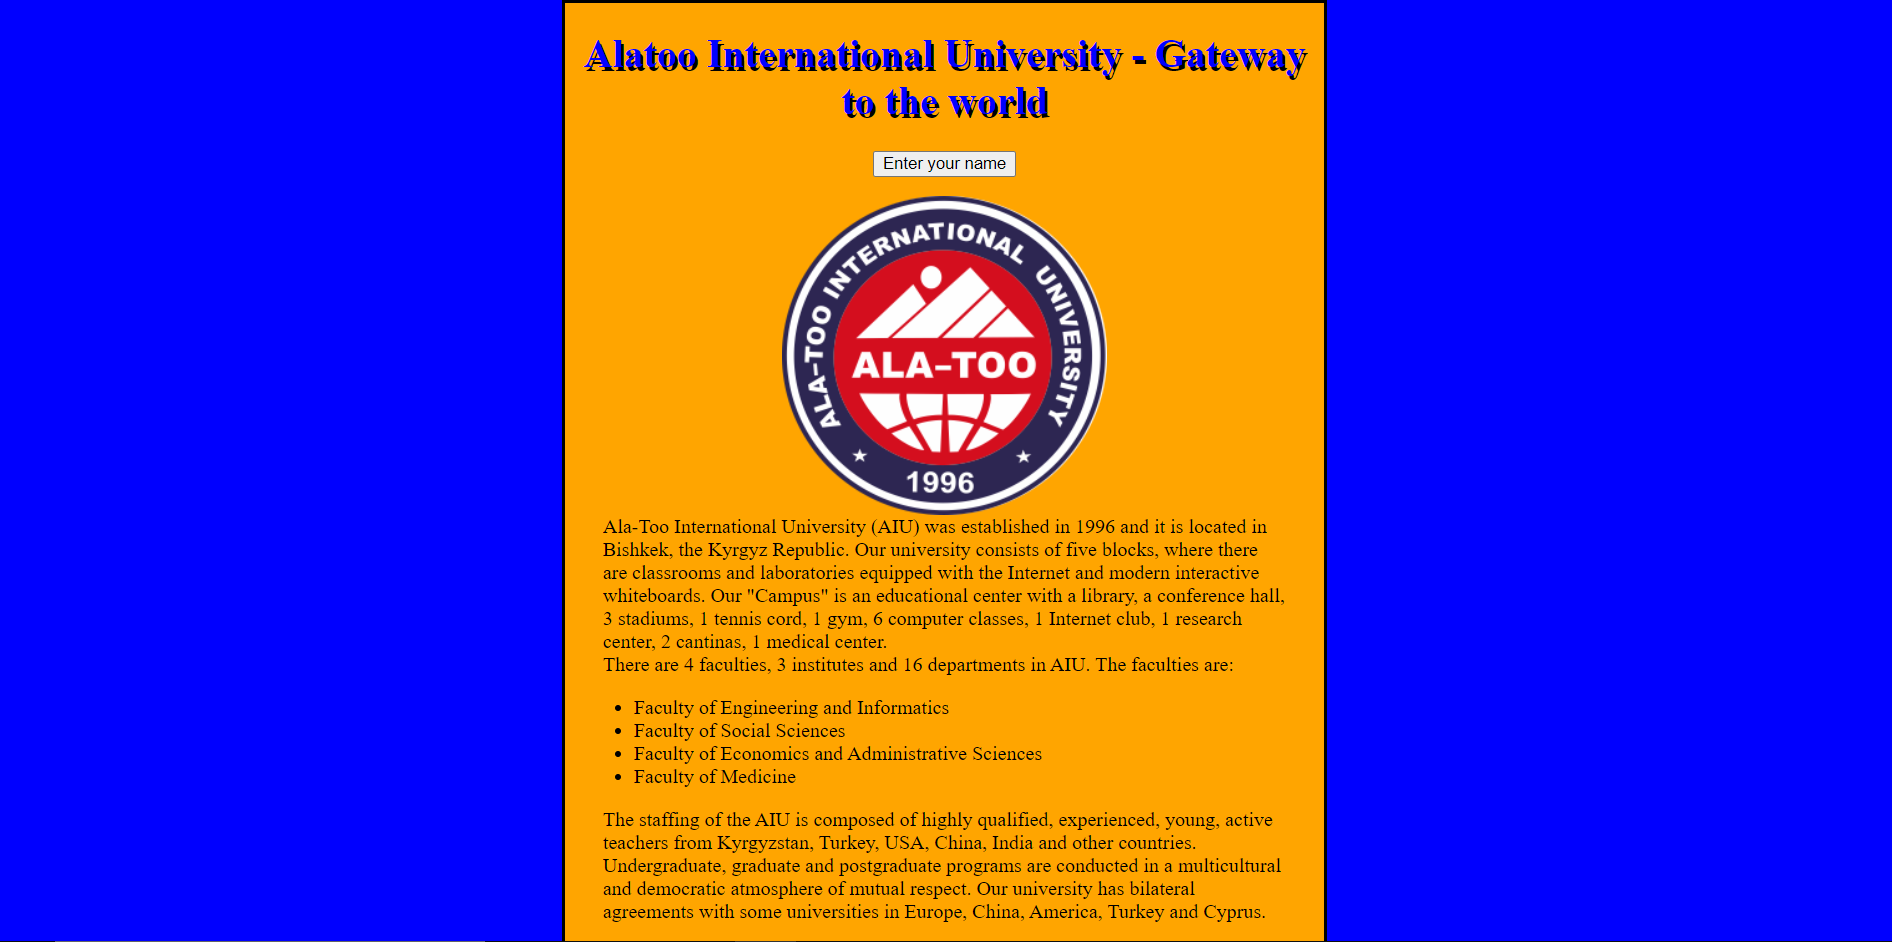 Alatoo International University - Gateway
to the world
Enter your name
ALA-TOO INTERNATIONAL UNIVERSITY
ALA-TOO
1996
Ala-Too International University (AIU) was established in 1996 and it is located in
Bishkek, the Kyrgyz Republic. Our university consists of five blocks, where there
are classrooms and laboratories equipped with the Internet and modern interactive
whiteboards. Our "Campus" is an educational center with a library, a conference hall,
3 stadiums, 1 tennis cord, 1 gym, 6 computer classes, 1 Internet club, 1 research
center, 2 cantinas, 1 medical center.
There are 4 faculties, 3 institutes and 16 departments in AIU. The faculties are:
• Faculty of Engineering and Informatics
• Faculty of Social Sciences
• Faculty of Economics and Administrative Sciences
• Faculty of Medicine
The staffing of the AIU is composed of highly qualified, experienced, young, active
teachers from Kyrgyzstan, Turkey, USA, China, India and other countries.
Undergraduate, graduate and postgraduate programs are conducted in a multicultural
and democratic atmosphere of mutual respect. Our university has bilateral
agreements with some universities in Europe, China, America, Turkey and Cyprus.